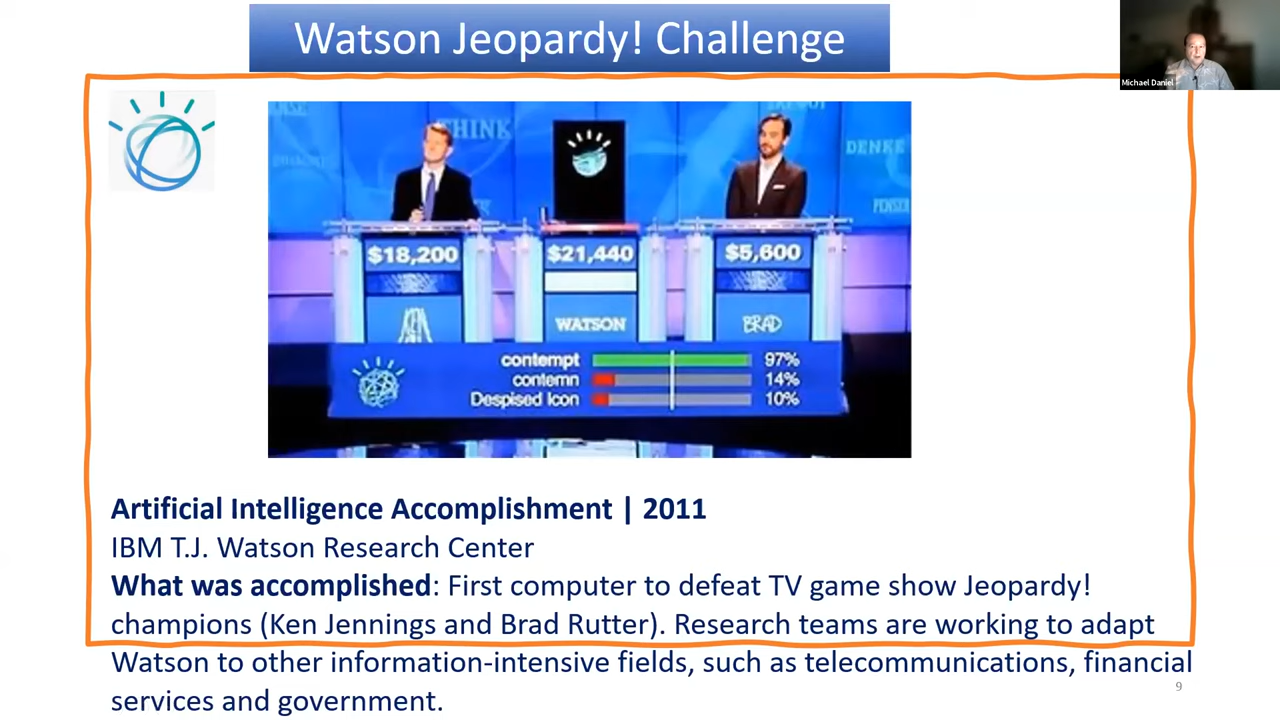 Watson Jeopardy! Challenge
Michael Daniel
THINK
DENKE
$18,200
$21,440
$5,600
WATSON
BRAD
contempt 97%
contemn 14%
Despised Icon 10%
Artificial Intelligence Accomplishment | 2011
IBM T.J. Watson Research Center
What was accomplished: First computer to defeat TV game show Jeopardy!
champions (Ken Jennings and Brad Rutter). Research teams are working to adapt
Watson to other information-intensive fields, such as telecommunications, financial
services and government.
9